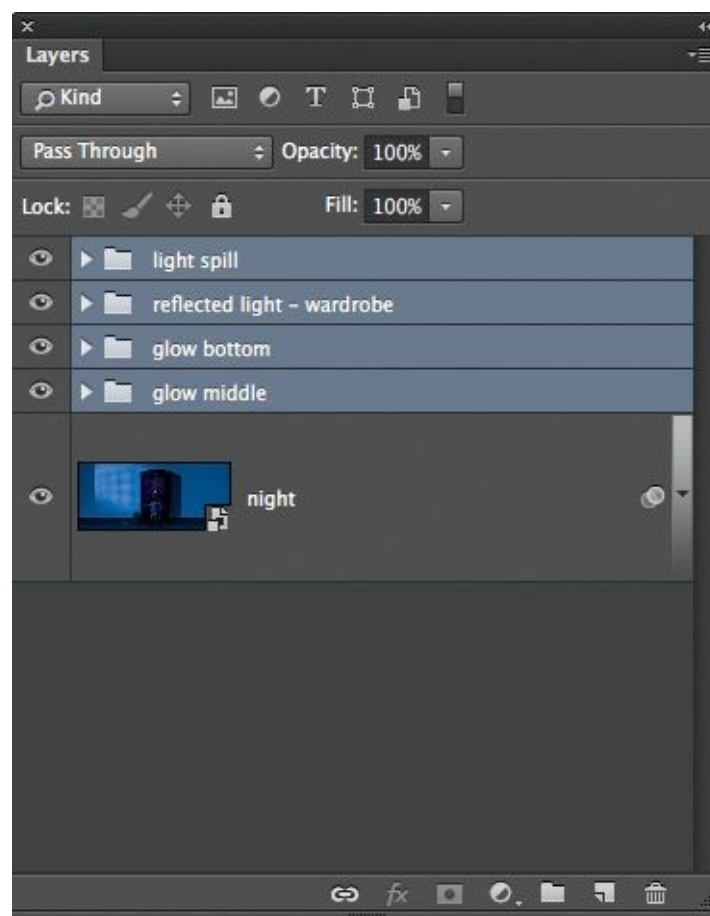 Layers
Kind
Pass Through Opacity: 100%
Lock: Fill: 100%
light spill
reflected light – wardrobe
glow bottom
glow middle
night
fx